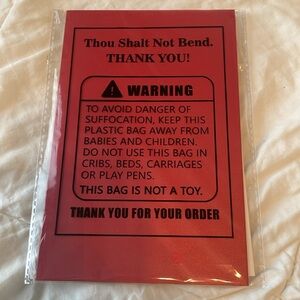 Thou Shalt Not Bend.
THANK YOU!
WARNING
TO AVOID DANGER OF
SUFFOCATION, KEEP THIS
PLASTIC BAG AWAY FROM
BABIES AND CHILDREN.
DO NOT USE THIS BAG IN
CRIBS, BEDS, CARRIAGES
OR PLAY PENS.
THIS BAG IS NOT A TOY.
THANK YOU FOR YOUR ORDER